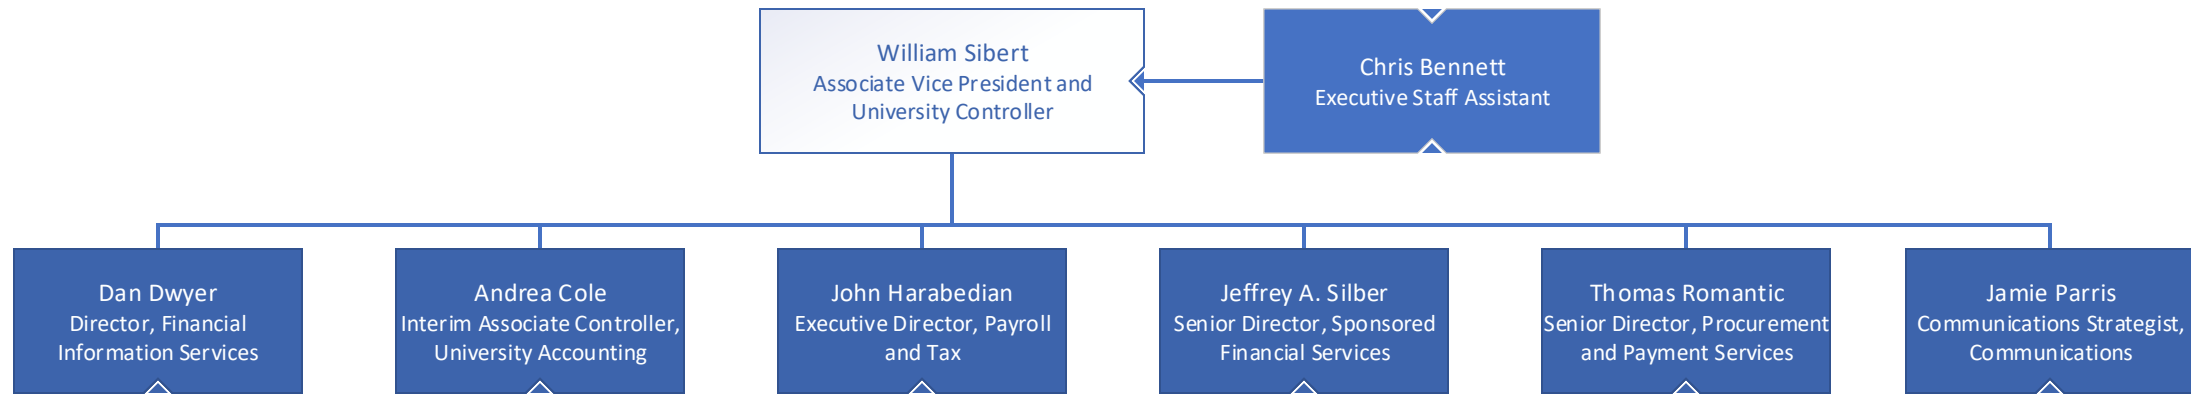 William Sibert
Associate Vice President and
University Controller
Chris Bennett
Executive Staff Assistant
Dan Dwyer
Director, Financial
Information Services
Andrea Cole
Interim Associate Controller,
University Accounting
John Harabedian
Executive Director, Payroll
and Tax
Jeffrey A. Silber
Senior Director, Sponsored
Financial Services
Thomas Romantic
Senior Director, Procurement
and Payment Services
Jamie Parris
Communications Strategist,
Communications